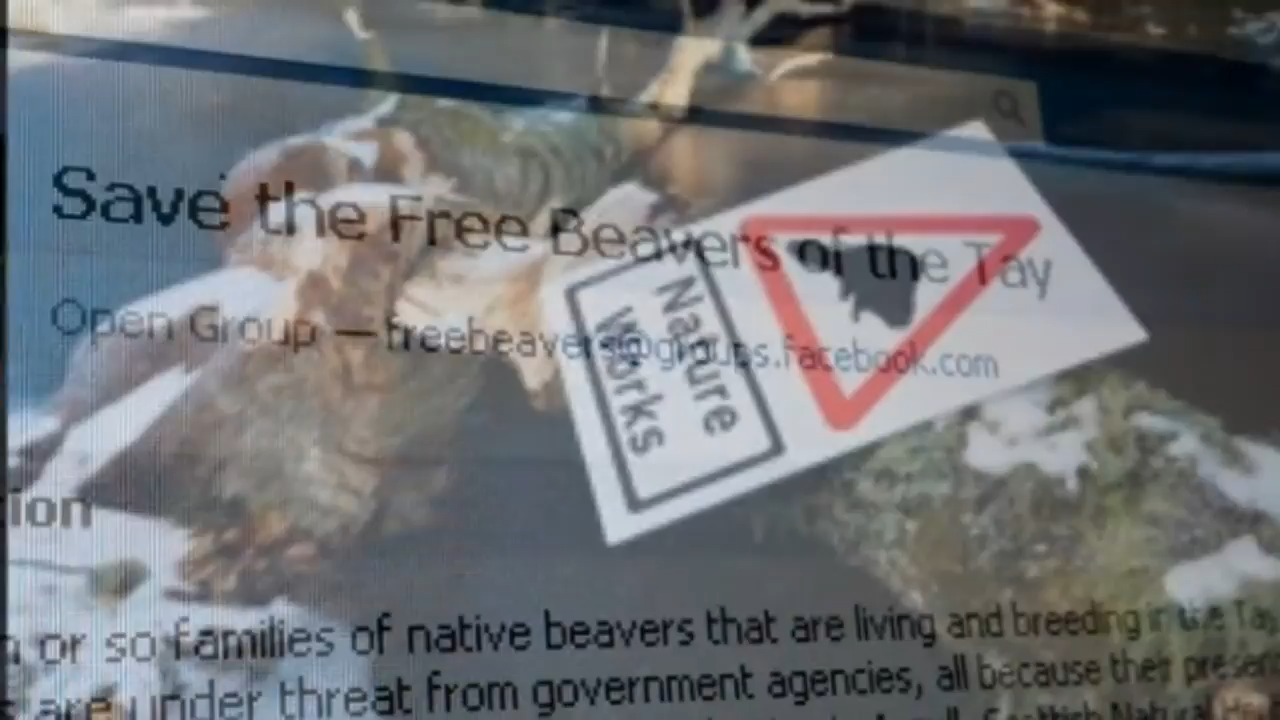 Save the Free Beavers of the Tay
Open Group — freebeavers@groups.facebook.com
Nature
Works
ion
or so families of native beavers that are living and breeding in the Tay
are under threat from government agencies, all because their
Scottish Natural